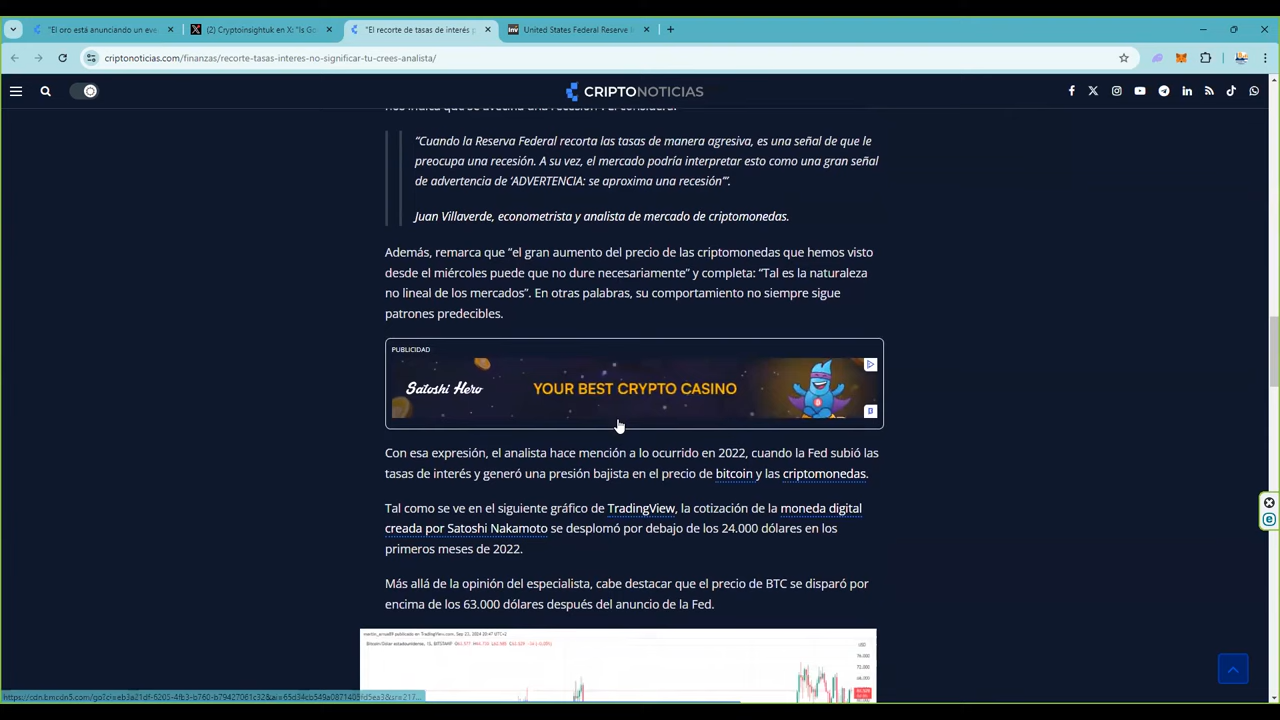 "El oro está anunciando un eve
(2) Cryptoinsightuk en X: "Is Go
"El recorte de tasas de interés p
United States Federal Reserve
criptonoticias.com/finanzas/recorte-tasas-interes-no-significar-tu-crees-analista/
CRIPTONOTICIAS
nos indica que se avecina una recesión". Él considera:
"Cuando la Reserva Federal recorta las tasas de manera agresiva, es una señal de que le
preocupa una recesión. A su vez, el mercado podría interpretar esto como una gran señal
de advertencia de 'ADVERTENCIA: se aproxima una recesión'".
Juan Villaverde, econometrista y analista de mercado de criptomonedas.
Además, remarca que "el gran aumento del precio de las criptomonedas que hemos visto
desde el miércoles puede que no dure necesariamente" y completa: "Tal es la naturaleza
no lineal de los mercados". En otras palabras, su comportamiento no siempre sigue
patrones predecibles.
PUBLICIDAD
Satoshi Hero YOUR BEST CRYPTO CASINO
Con esa expresión, el analista hace mención a lo ocurrido en 2022, cuando la Fed subió las
tasas de interés y generó una presión bajista en el precio de bitcoin y las criptomonedas.
Tal como se ve en el siguiente gráfico de TradingView, la cotización de la moneda digital
creada por Satoshi Nakamoto se desplomó por debajo de los 24.000 dólares en los
primeros meses de 2022.
Más allá de la opinión del especialista, cabe destacar que el precio de BTC se disparó por
encima de los 63.000 dólares después del anuncio de la Fed.